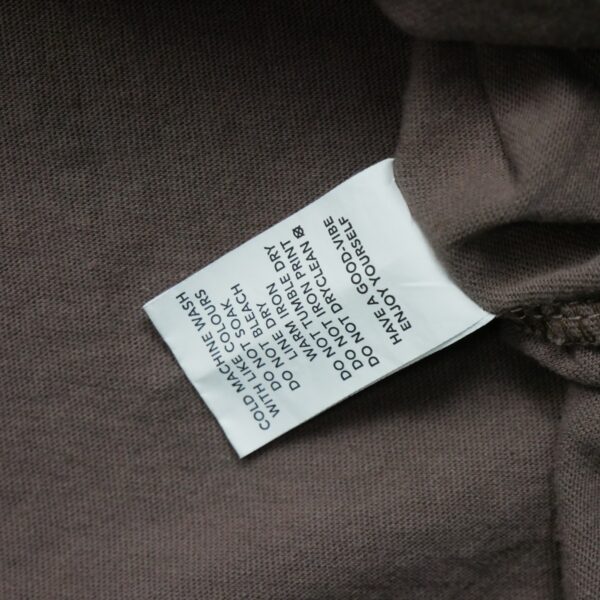 COLD MACHINE WASH
WITH LIKE COLOURS
DO NOT SOAK
DO NOT BLEACH
LINE DRY
WARM IRON
DO NOT TUMBLE DRY
DO NOT IRON PRINT
DO NOT DRYCLEAN
HAVE A GOOD-VIBE
ENJOY YOURSELF